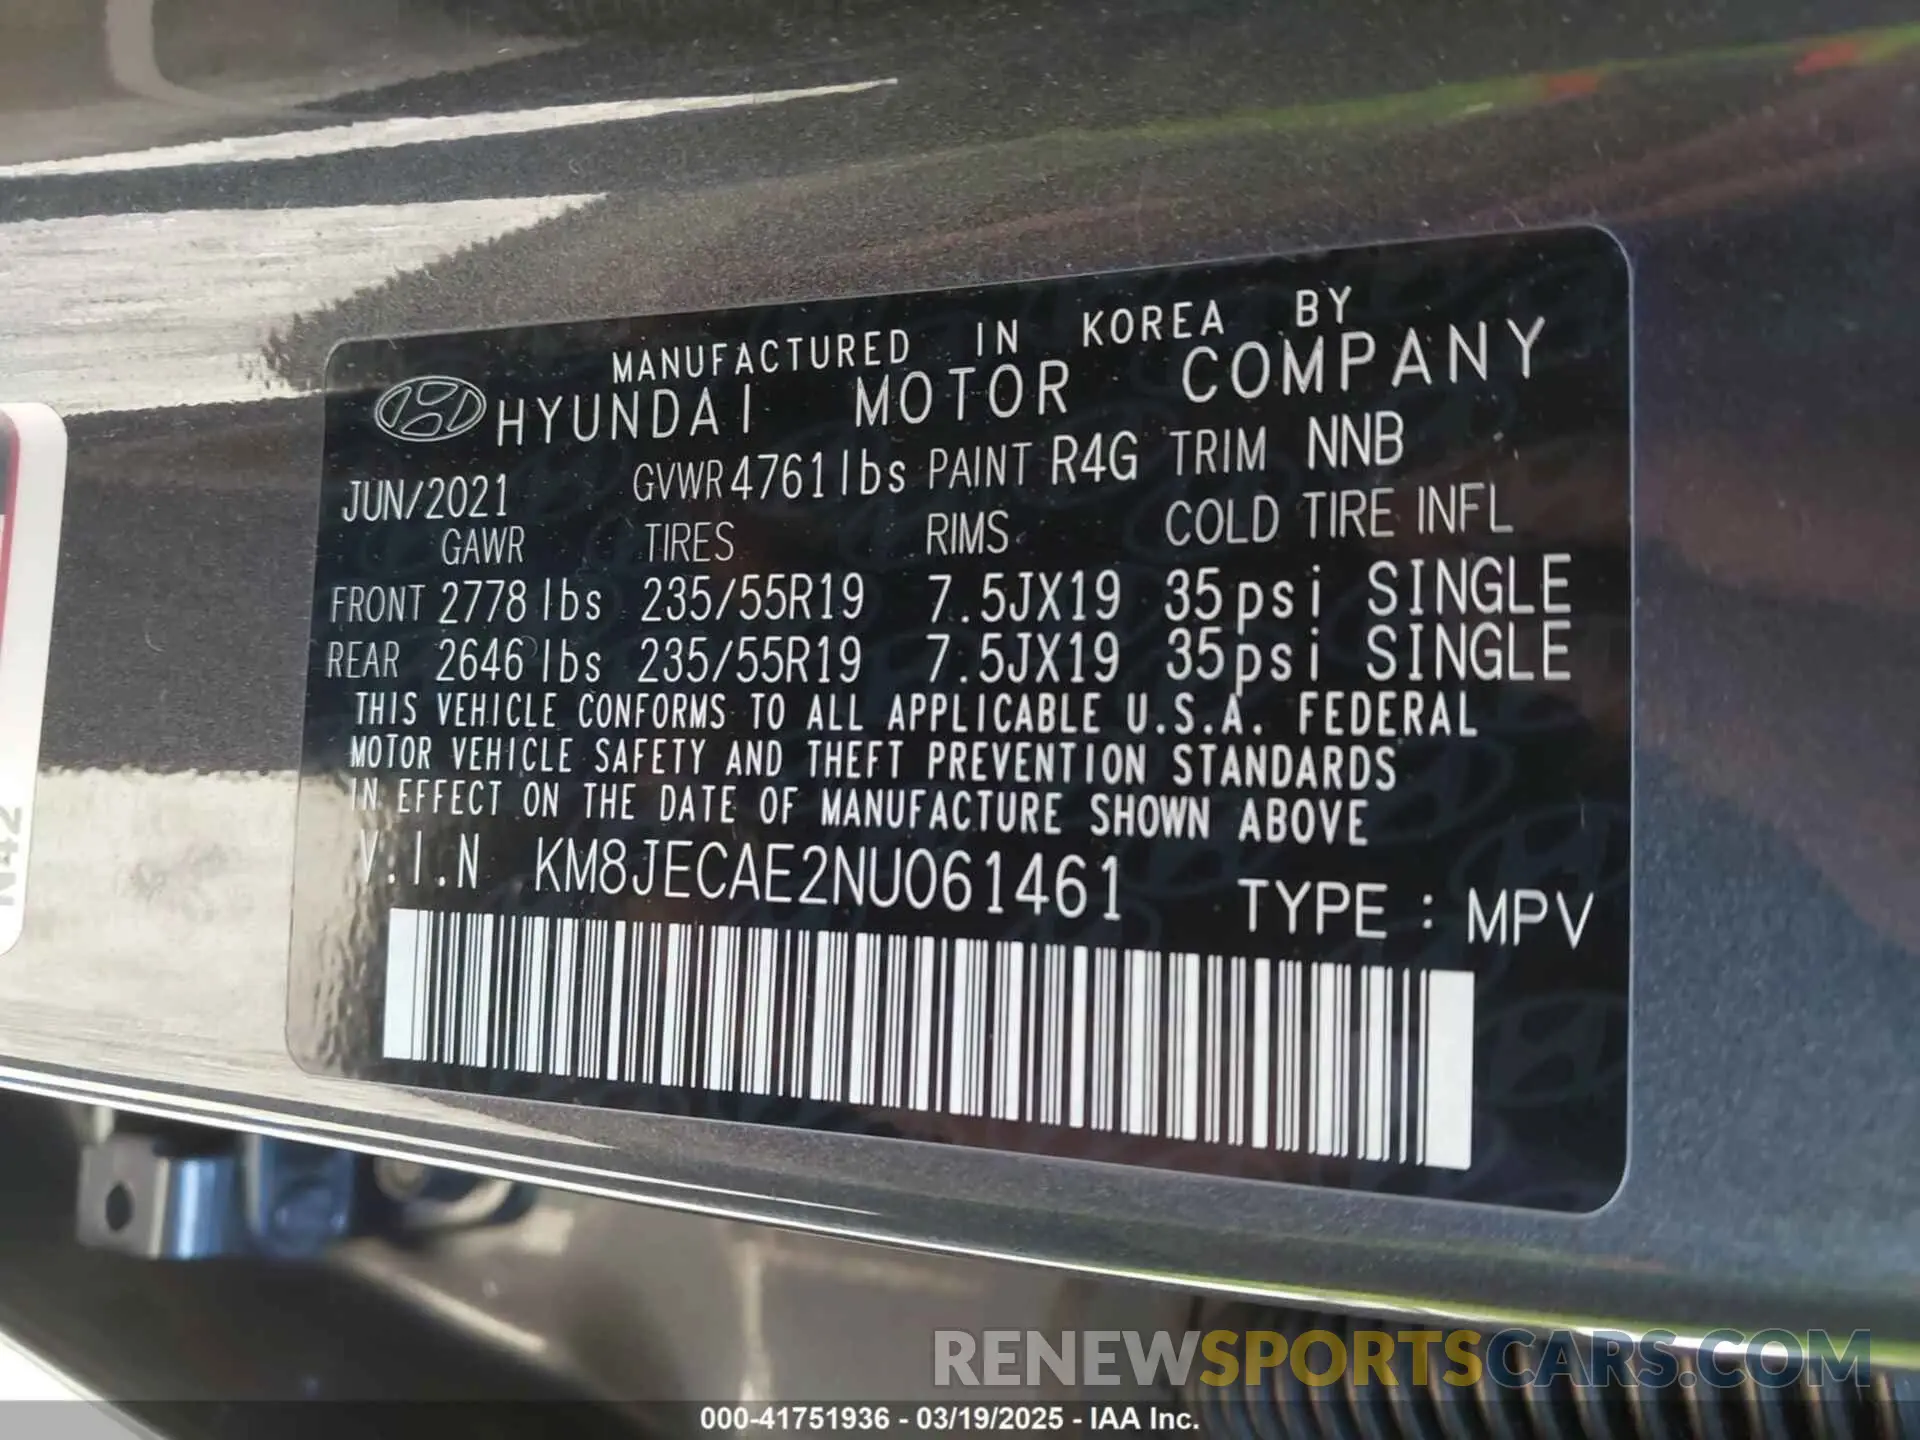 MANUFACTURED IN KOREA BY
HYUNDAI MOTOR COMPANY
JUN/2021 GVWR 4761 lbs PAINT R4G TRIM NNB
GAWR TIRES RIMS COLD TIRE INFL
FRONT 2778 lbs 235/55R19 7.5JX19 35psi SINGLE
REAR 2646 lbs 235/55R19 7.5JX19 35psi SINGLE
THIS VEHICLE CONFORMS TO ALL APPLICABLE U.S.A. FEDERAL
MOTOR VEHICLE SAFETY AND THEFT PREVENTION STANDARDS
IN EFFECT ON THE DATE OF MANUFACTURE SHOWN ABOVE
V.I.N KM8JECAE2NU061461 TYPE : MPV
N42
RENEWSPORTSCARS.COM
000-41751936 - 03/19/2025 - IAA Inc.